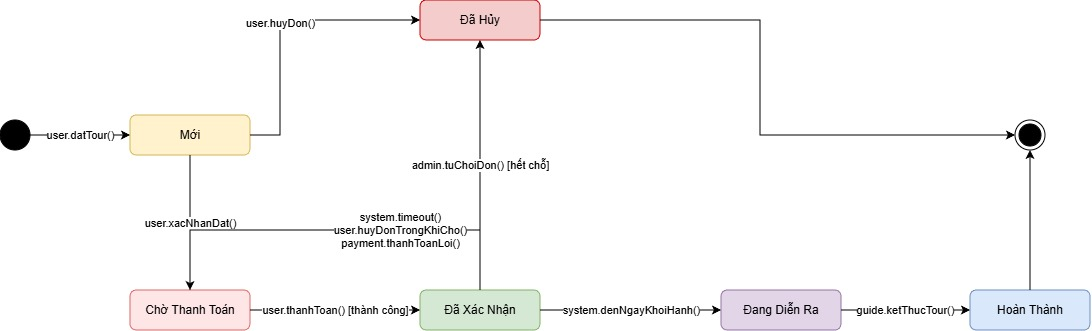 user.huyDon()
Đã Hủy
user.datTour()
Mới
admin.tuChoiDon() [hết chỗ]
user.xacNhanDat()
system.timeout()
user.huyDonTrongKhiCho()
payment.thanhToanLoi()
Chờ Thanh Toán
user.thanhToan() [thành công]
Đã Xác Nhận
system.denNgayKhoiHanh()
Đang Diễn Ra
guide.ketThucTour()
Hoàn Thành